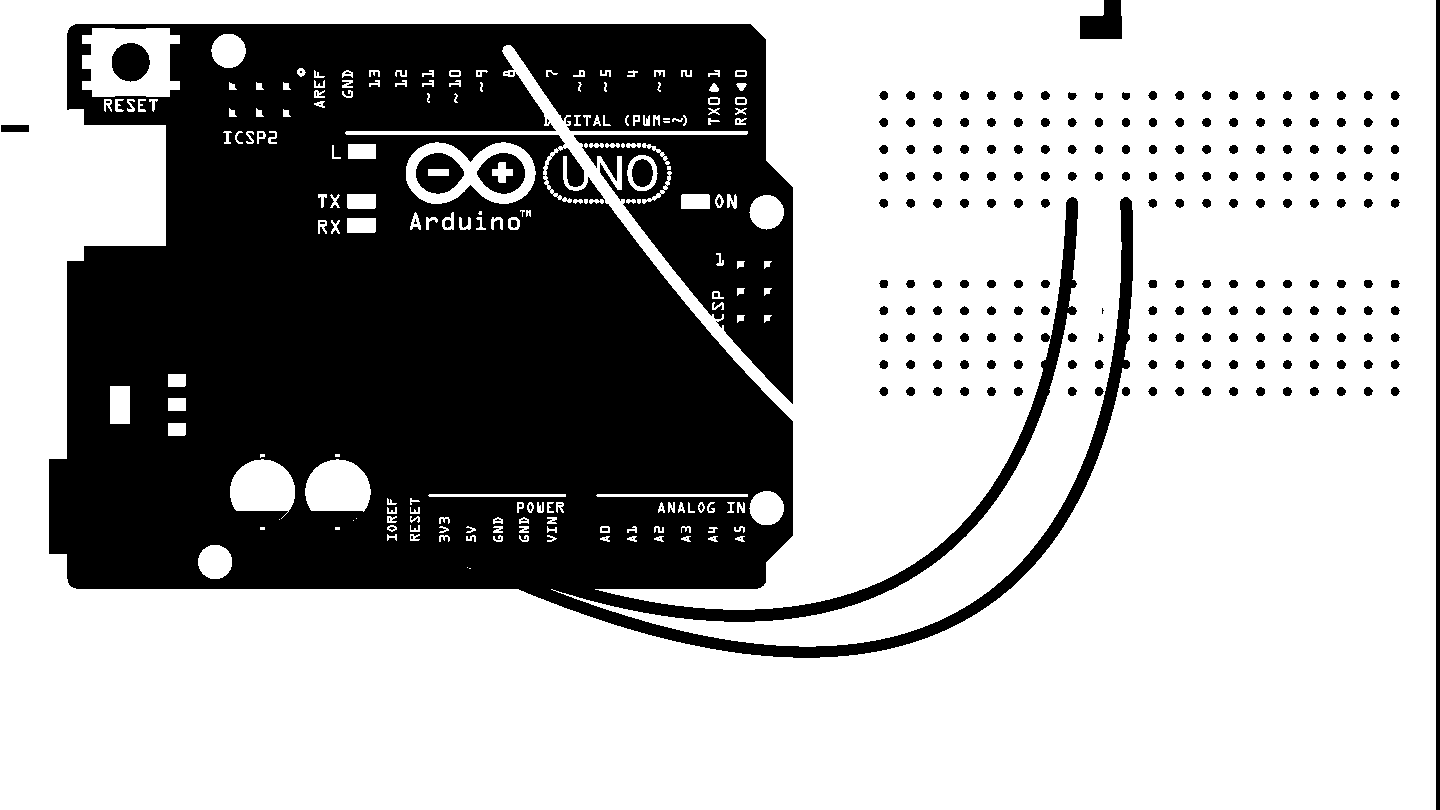 RESET
ICSP2
AREF
GND
13
12
~11
~10
~9
8
7
~6
~5
4
~3
2
TX0▶1
RX0◀0
DIGITAL (PWM=~)
L
TX
RX
UNO
Arduino™
ON
1
ICSP
IOREF
RESET
3V3
5V
GND
GND
VIN
POWER
A0
A1
A2
A3
A4
A5
ANALOG IN